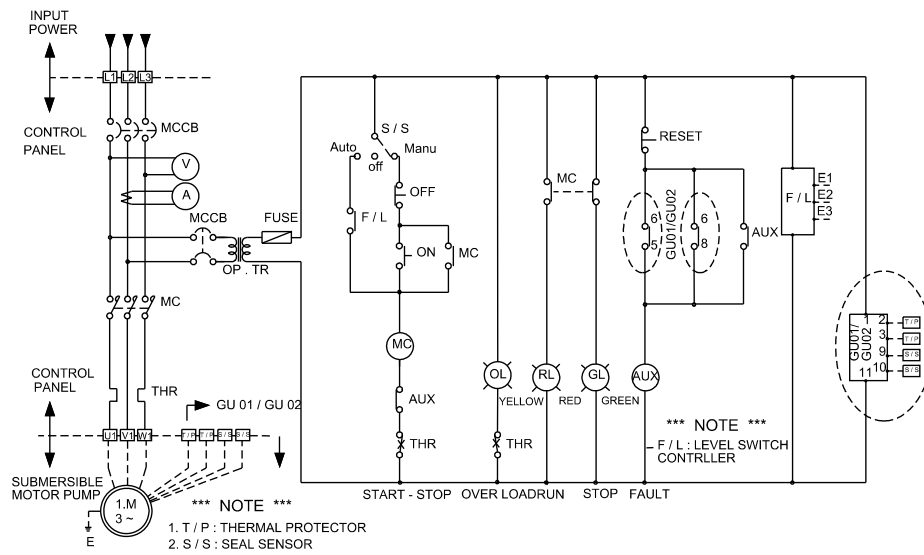 INPUT
POWER
L1 L2 L3
CONTROL
PANEL
MCCB
V
A
MCCB
FUSE
OP . TR
MC
CONTROL
PANEL
THR
GU 01 / GU 02
U1 V1 W1
T / P T / P S / S S / S
SUBMERSIBLE
MOTOR PUMP
1.M
3 ~
E
*** NOTE ***
1. T / P : THERMAL PROTECTOR
2. S / S : SEAL SENSOR
S / S
Auto
off
Manu
OFF
F / L
ON
MC
MC
AUX
THR
START - STOP
OL
YELLOW
THR
OVER LOAD
MC
RL
RED
RUN
GL
GREEN
STOP
RESET
6
5
GU01/GU02
6
8
AUX
AUX
FAULT
*** NOTE ***
F / L : LEVEL SWITCH
CONTRLLER
F / L
E1
E2
E3
GU01/
GU02
1
2 T / P
3 T / P
9 S / S
10 S / S
11